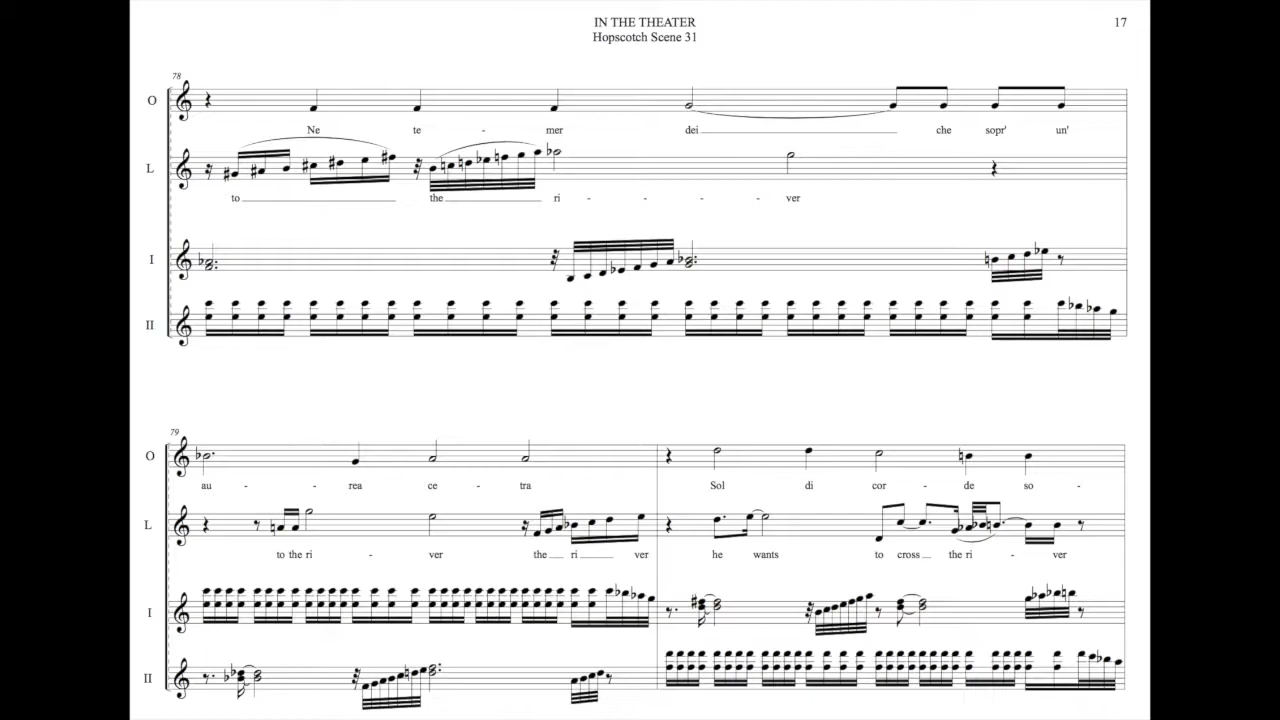 IN THE THEATER 17
Hopscotch Scene 31
78
O
Ne te - mer dei che sopr' un'
L
to the ri - - - ver
I
II
79
O
au - - rea ce - tra Sol di cor - de so -
L
to the ri - ver the ri ver he wants to cross the ri - ver
I
II